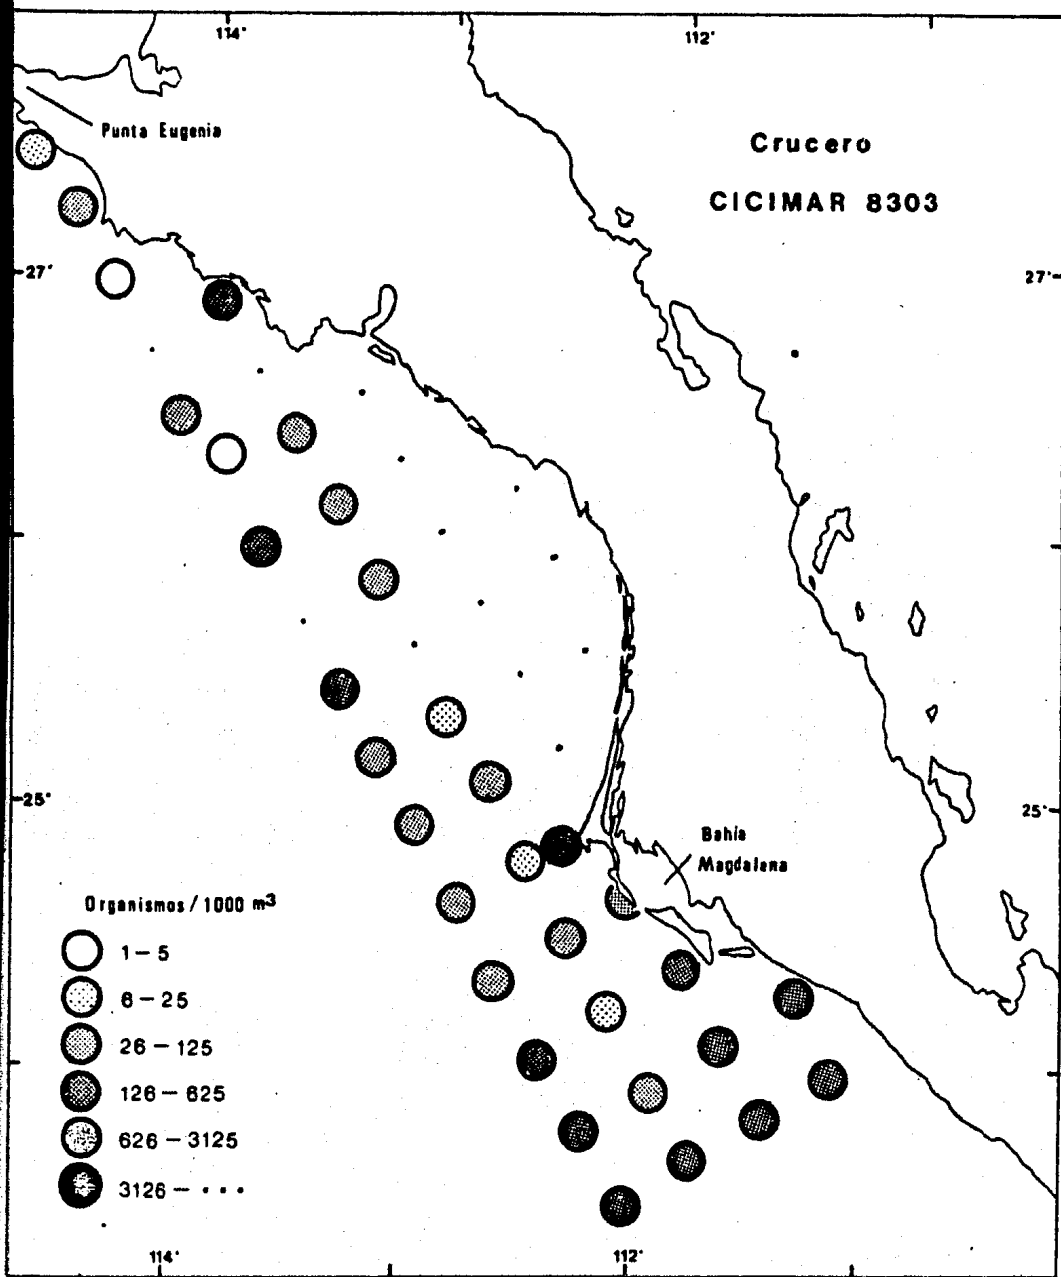 114°
112°
Punta Eugenia
Crucero
CICIMAR 8303
27°
27°
25°
25°
Bahía
Magdalena
Organismos / 1000 m3
1 – 5
6 – 25
26 – 125
126 – 625
626 – 3125
3126 – • • •
114°
112°